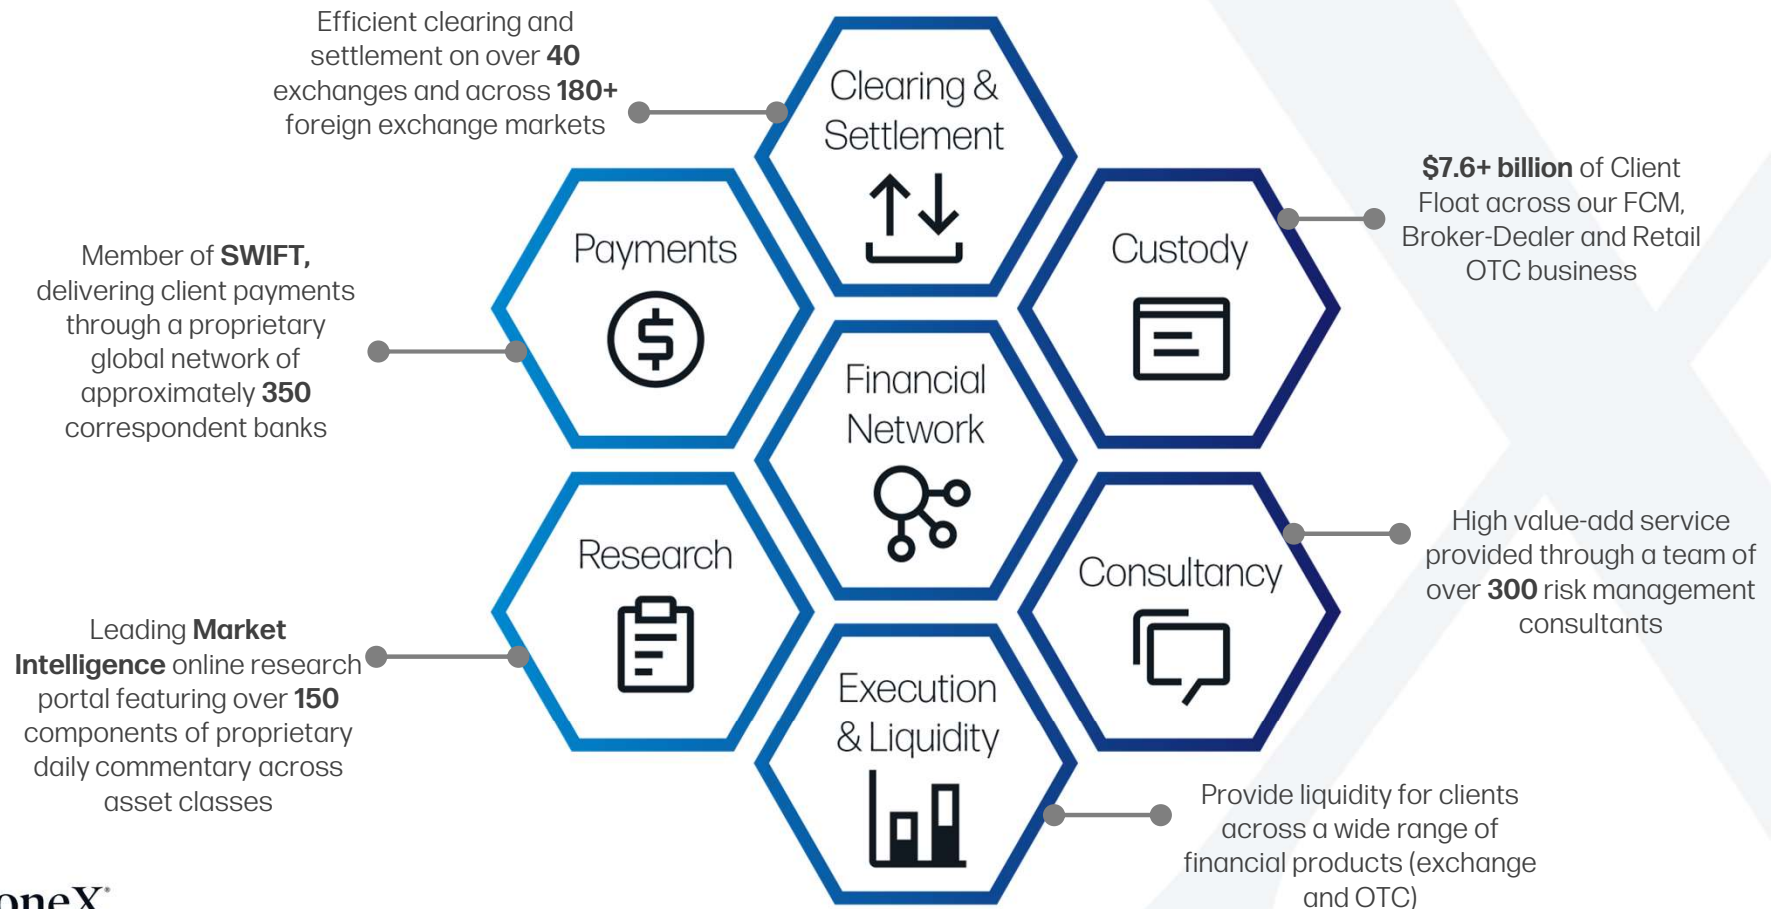 Efficient clearing and
settlement on over 40
exchanges and across 180+
foreign exchange markets
Clearing &
Settlement
$7.6+ billion of Client
Float across our FCM,
Broker-Dealer and Retail
OTC business
Payments
Custody
Member of SWIFT,
delivering client payments
through a proprietary
global network of
approximately 350
correspondent banks
Financial
Network
High value-add service
provided through a team of
over 300 risk management
consultants
Research
Consultancy
Leading Market
Intelligence online research
portal featuring over 150
components of proprietary
daily commentary across
asset classes
Execution
& Liquidity
Provide liquidity for clients
across a wide range of
financial products (exchange
and OTC)
oneX